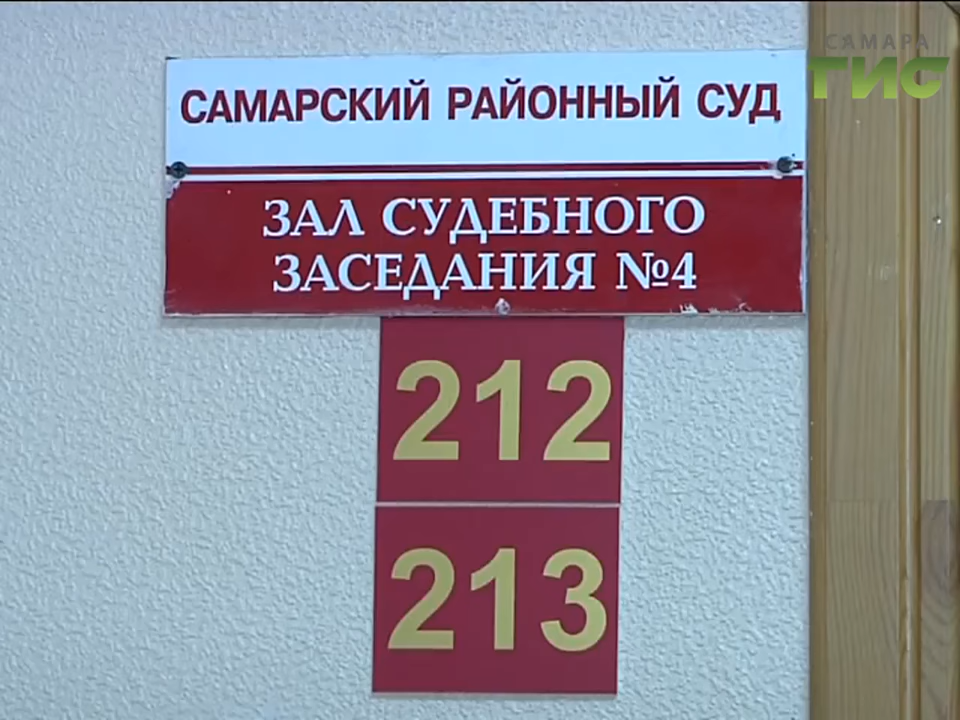 САМАРА
ГИС
САМАРСКИЙ РАЙОННЫЙ СУД
ЗАЛ СУДЕБНОГО
ЗАСЕДАНИЯ №4
212
213